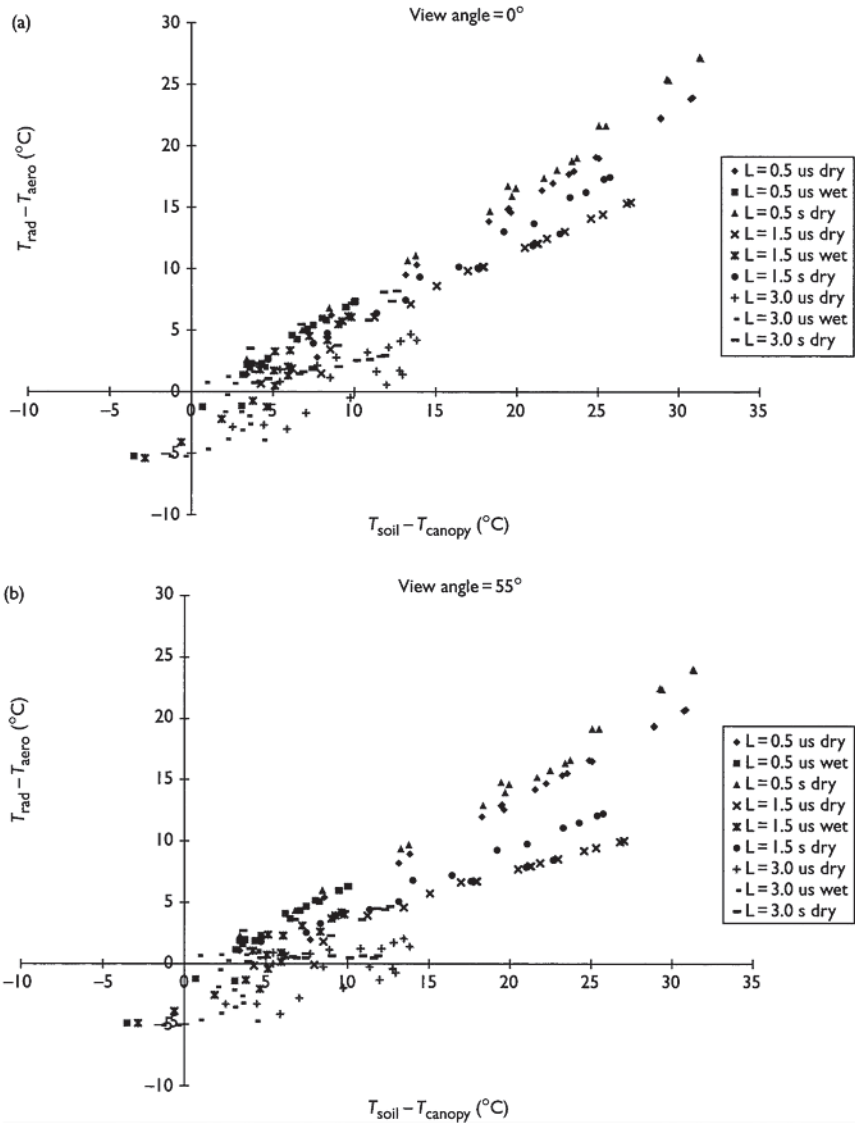 (a)
View angle = 0°
30
25
20
15
10
5
0
−5
−10
−10
−5
0
5
10
15
20
25
30
35
T_rad − T_aero (°C)
T_soil − T_canopy (°C)
L = 0.5 us dry
L = 0.5 us wet
L = 0.5 s dry
L = 1.5 us dry
L = 1.5 us wet
L = 1.5 s dry
L = 3.0 us dry
L = 3.0 us wet
L = 3.0 s dry
(b)
View angle = 55°
30
25
20
15
10
5
0
−5
−10
−10
−5
0
5
10
15
20
25
30
35
T_rad − T_aero (°C)
T_soil − T_canopy (°C)
L = 0.5 us dry
L = 0.5 us wet
L = 0.5 s dry
L = 1.5 us dry
L = 1.5 us wet
L = 1.5 s dry
L = 3.0 us dry
L = 3.0 us wet
L = 3.0 s dry